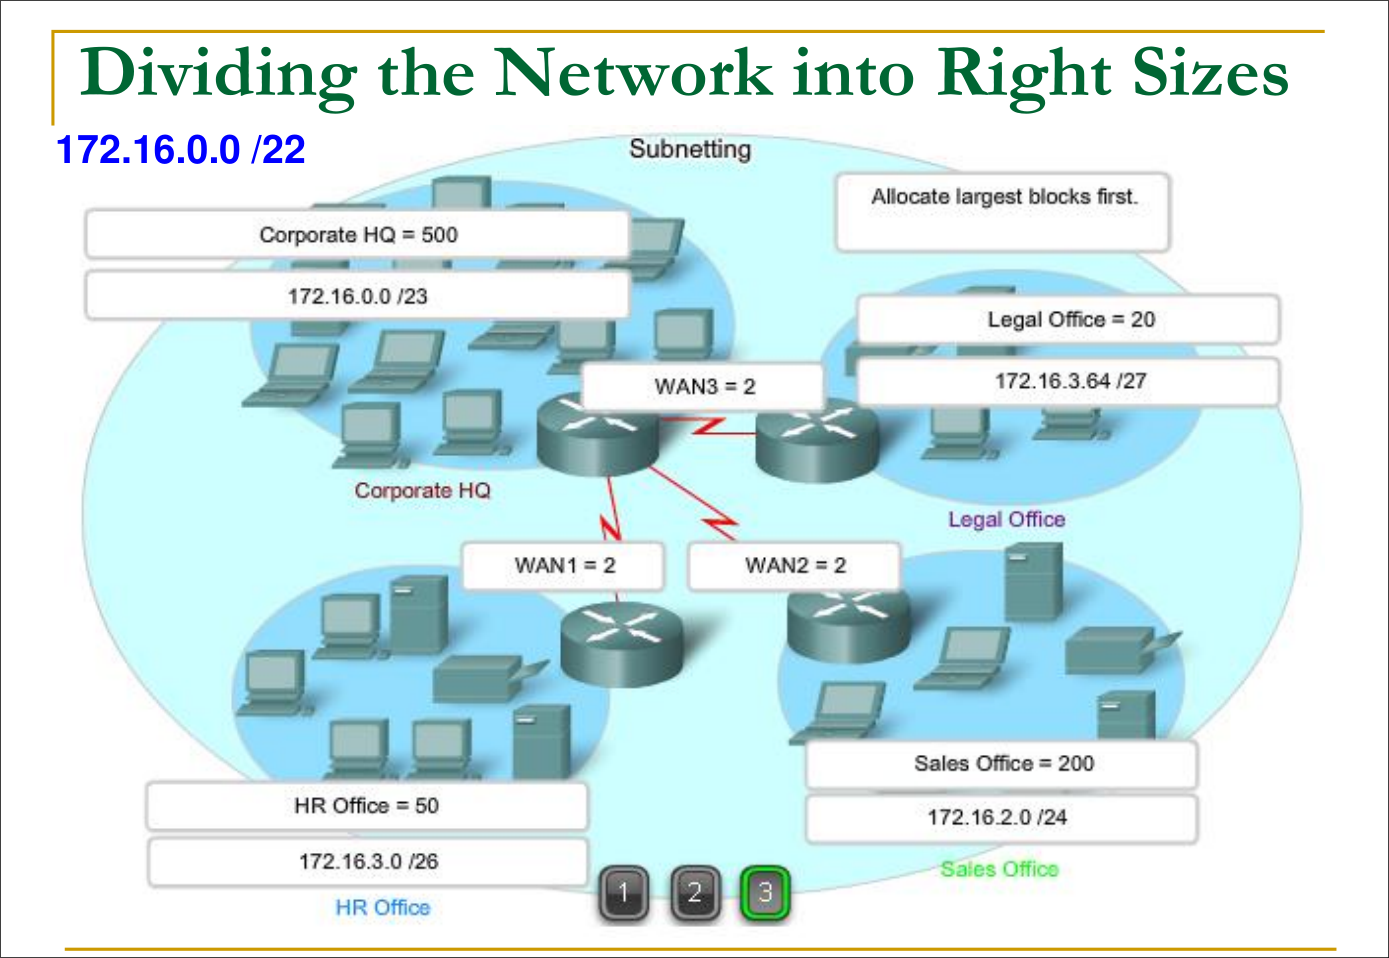 Dividing the Network into Right Sizes
172.16.0.0 /22
Subnetting
Allocate largest blocks first.
Corporate HQ = 500
172.16.0.0 /23
Legal Office = 20
172.16.3.64 /27
WAN3 = 2
Corporate HQ
Legal Office
WAN1 = 2
WAN2 = 2
Sales Office = 200
172.16.2.0 /24
Sales Office
HR Office = 50
172.16.3.0 /26
HR Office
1 2 3